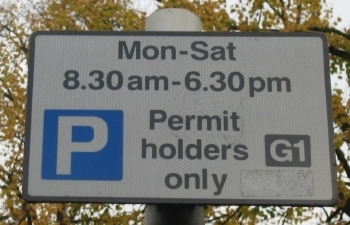 Mon-Sat
8.30am-6.30pm
P
Permit
holders G1
only